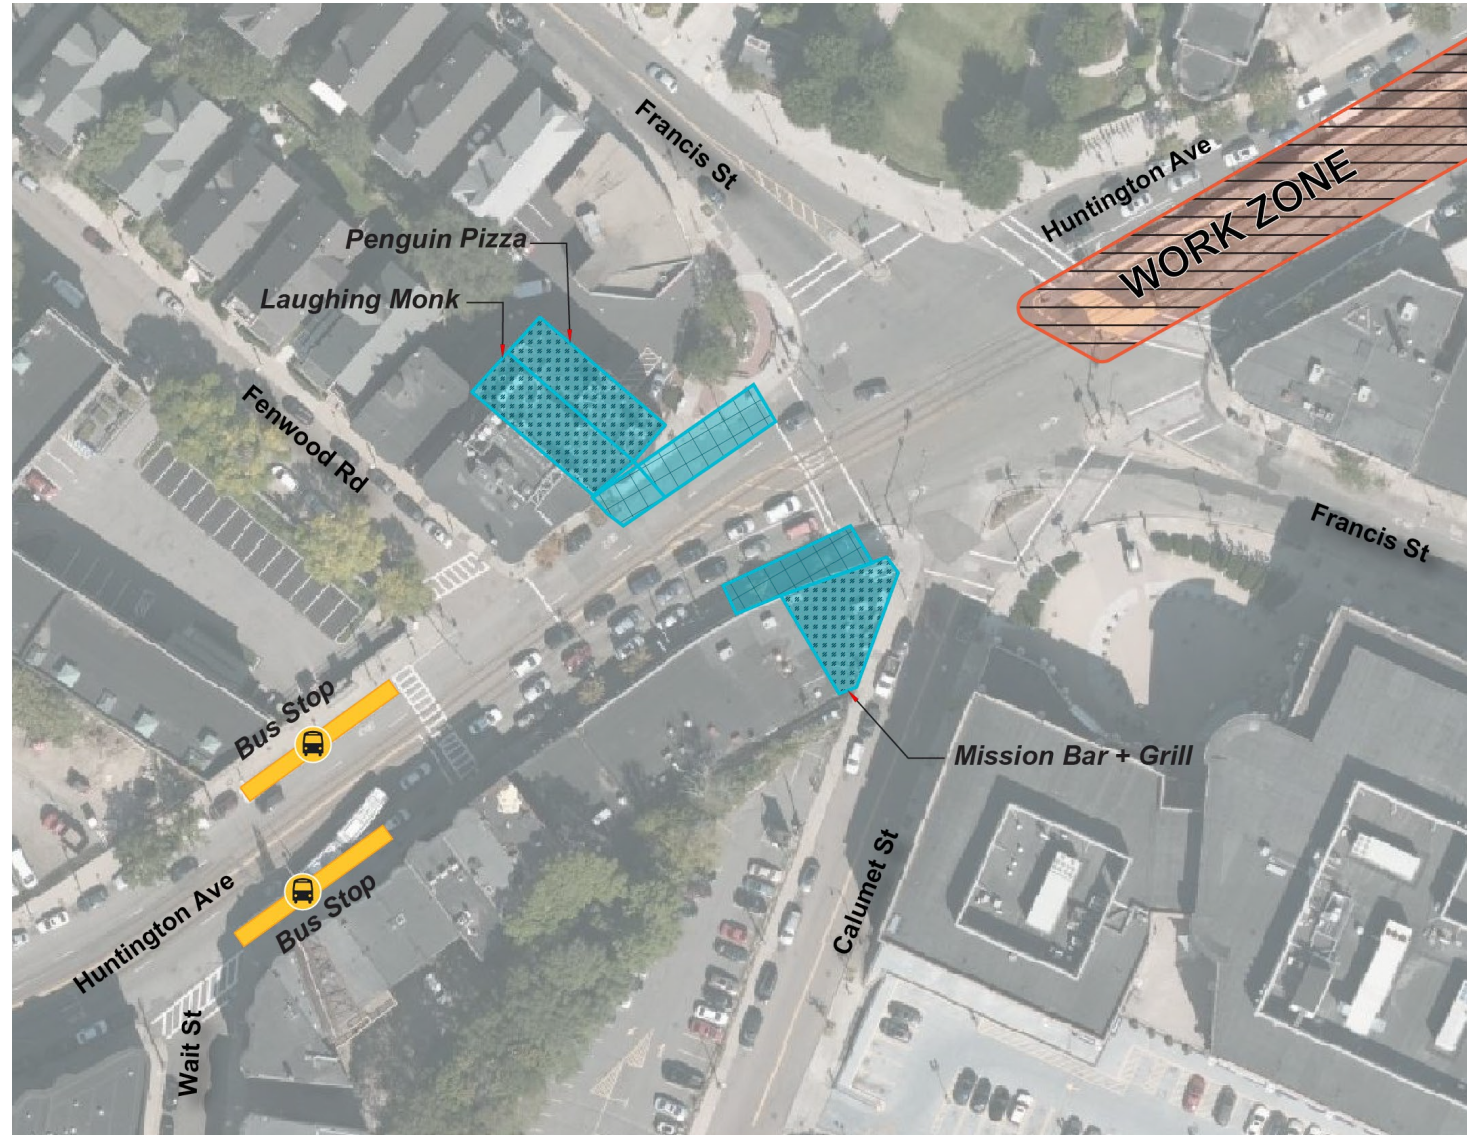 Francis St
Huntington Ave
WORK ZONE
Penguin Pizza
Laughing Monk
Fenwood Rd
Francis St
Bus Stop
Mission Bar + Grill
Huntington Ave
Bus Stop
Calumet St
Wait St